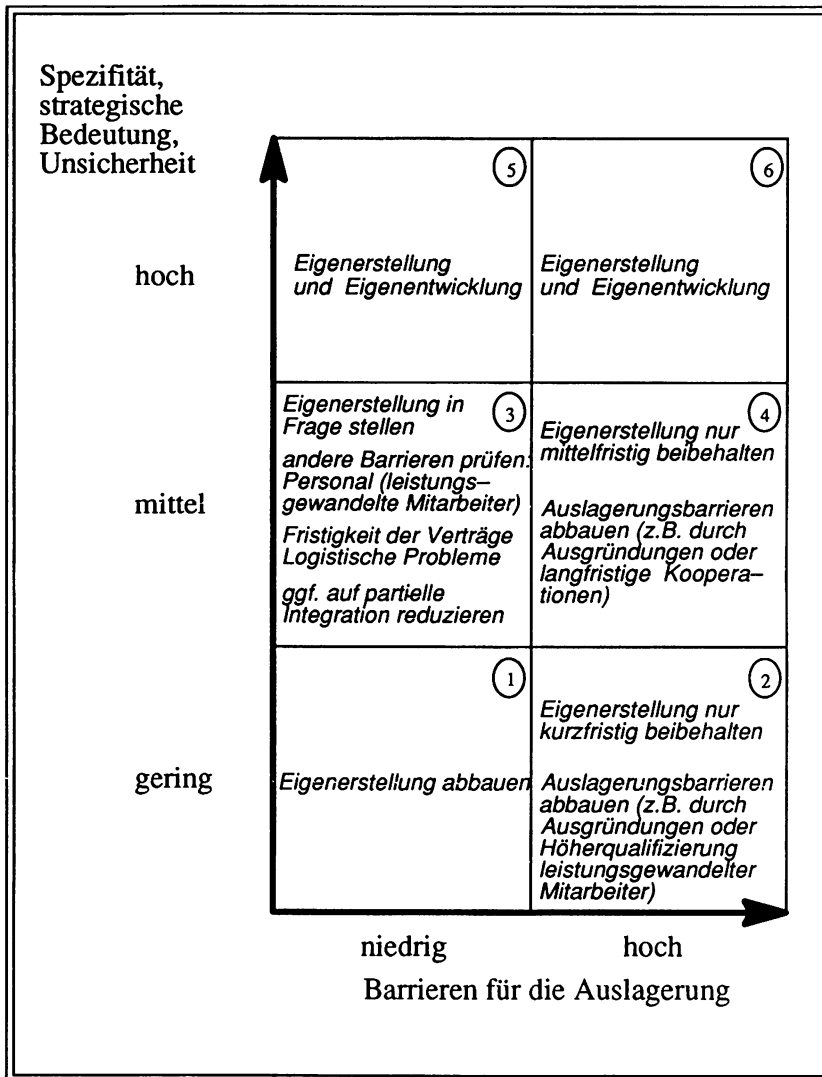 Spezifität,
strategische
Bedeutung,
Unsicherheit
hoch
5
Eigenerstellung
und Eigenentwicklung
6
Eigenerstellung
und Eigenentwicklung
mittel
3
Eigenerstellung in
Frage stellen
andere Barrieren prüfen:
Personal (leistungs-
gewandelte Mitarbeiter)
Fristigkeit der Verträge
Logistische Probleme
ggf. auf partielle
Integration reduzieren
4
Eigenerstellung nur
mittelfristig beibehalten
Auslagerungsbarrieren
abbauen (z.B. durch
Ausgründungen oder
langfristige Koopera-
tionen)
gering
1
Eigenerstellung abbauen
2
Eigenerstellung nur
kurzfristig beibehalten
Auslagerungsbarrieren
abbauen (z.B. durch
Ausgründungen oder
Höherqualifizierung
leistungsgewandelter
Mitarbeiter)
niedrig
hoch
Barrieren für die Auslagerung